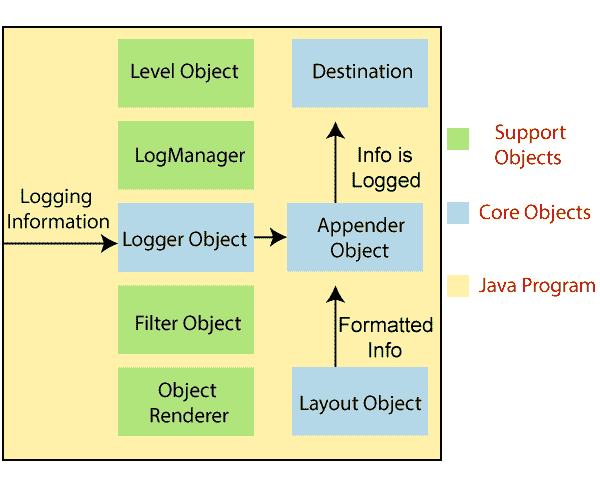 Level Object
Destination
LogManager
Info is
Logged
Logging
Information
Logger Object
Appender
Object
Filter Object
Formatted
Info
Object
Renderer
Layout Object
Support
Objects
Core Objects
Java Program